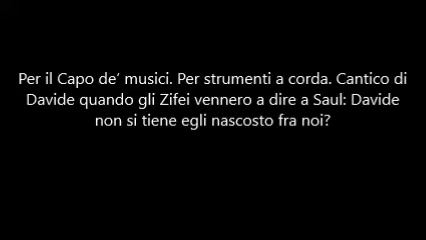 Per il Capo de’ musici. Per strumenti a corda. Cantico di
Davide quando gli Zifei vennero a dire a Saul: Davide
non si tiene egli nascosto fra noi?